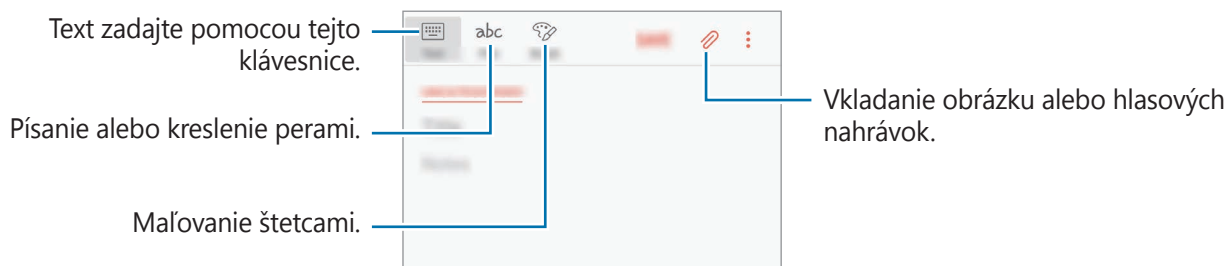 Text zadajte pomocou tejto
klávesnice.
abc
Písanie alebo kreslenie perami.
Maľovanie štetcami.
Vkladanie obrázku alebo hlasových
nahrávok.